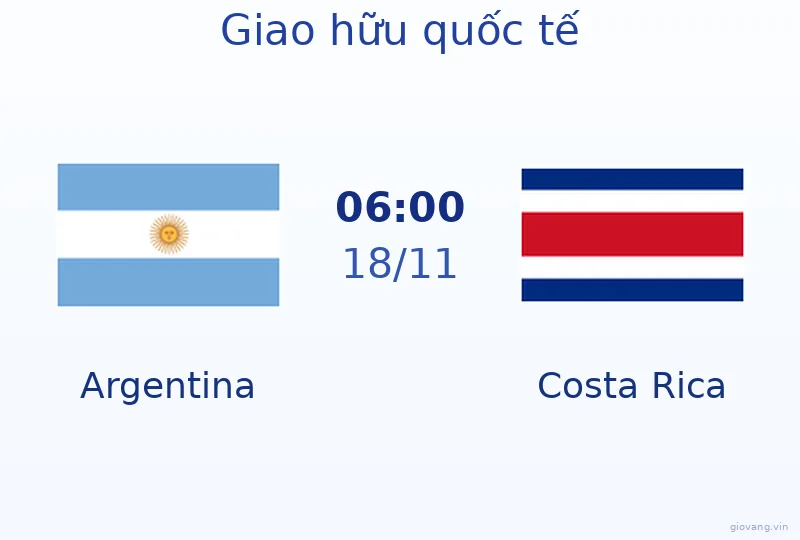 Giao hữu quốc tế
06:00
18/11
Argentina
Costa Rica
giovang.vin